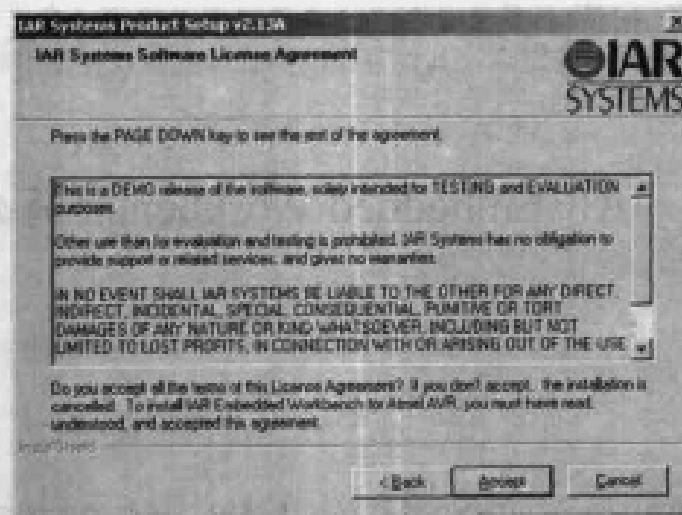 IAR Systems Product Setup v2.13A
IAR Systems Software License Agreement
IAR
SYSTEMS
Press the PAGE DOWN key to see the rest of the agreement.
This is a DEMO release of the software, solely intended for TESTING and EVALUATION
purposes.
Other use than for evaluation and testing is prohibited. IAR Systems has no obligation to
provide support or related services, and gives no warranties.
IN NO EVENT SHALL IAR SYSTEMS BE LIABLE TO THE OTHER FOR ANY DIRECT,
INDIRECT, INCIDENTAL, SPECIAL, CONSEQUENTIAL, PUNITIVE OR TORT
DAMAGES OF ANY NATURE OR KIND WHATSOEVER, INCLUDING BUT NOT
LIMITED TO LOST PROFITS, IN CONNECTION WITH OR ARISING OUT OF THE USE
Do you accept all the terms of this License Agreement? If you don't accept, the installation is
cancelled. To install IAR Embedded Workbench for Atmel AVR, you must have read,
understood, and accepted this agreement.
InstallShield
< Back
Accept
Cancel